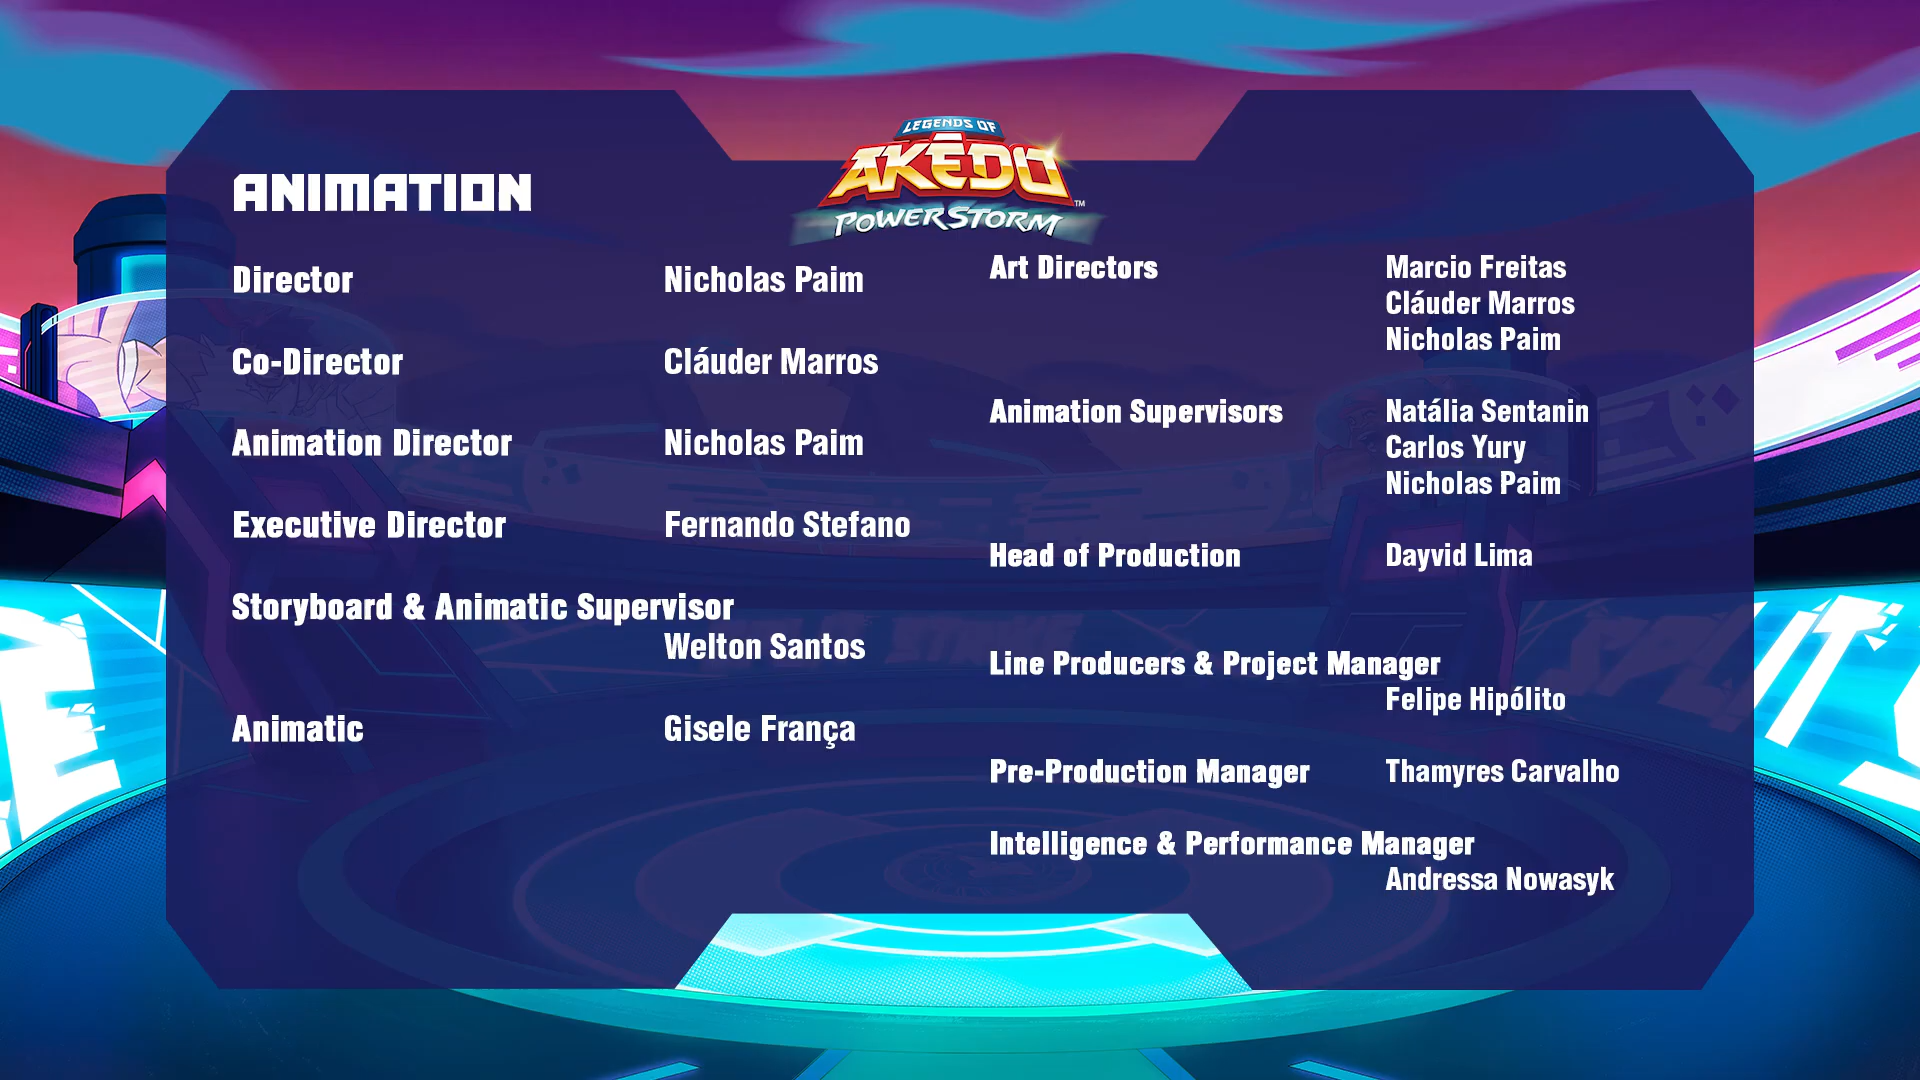 LEGENDS OF
AKEDO
POWERSTORM
TM
ANIMATION
Director Nicholas Paim
Co-Director Cláuder Marros
Animation Director Nicholas Paim
Executive Director Fernando Stefano
Storyboard & Animatic Supervisor
Welton Santos
Animatic Gisele França
Art Directors Marcio Freitas
Cláuder Marros
Nicholas Paim
Animation Supervisors Natália Sentanin
Carlos Yury
Nicholas Paim
Head of Production Dayvid Lima
Line Producers & Project Manager
Felipe Hipólito
Pre-Production Manager Thamyres Carvalho
Intelligence & Performance Manager
Andressa Nowasyk